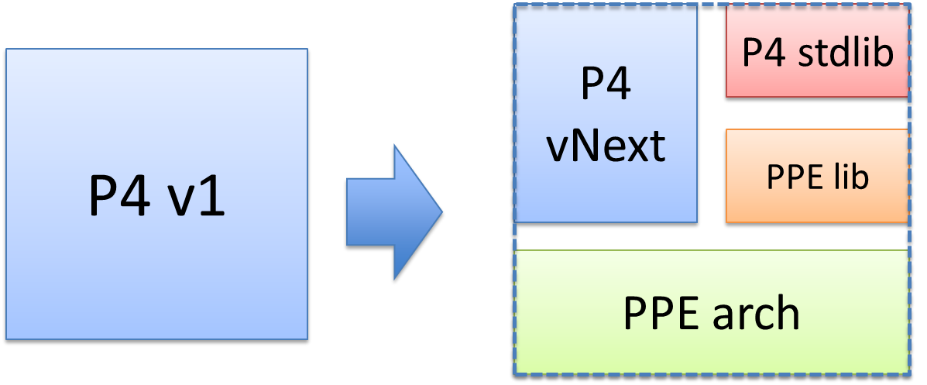 P4 v1
P4
vNext
P4 stdlib
PPE lib
PPE arch